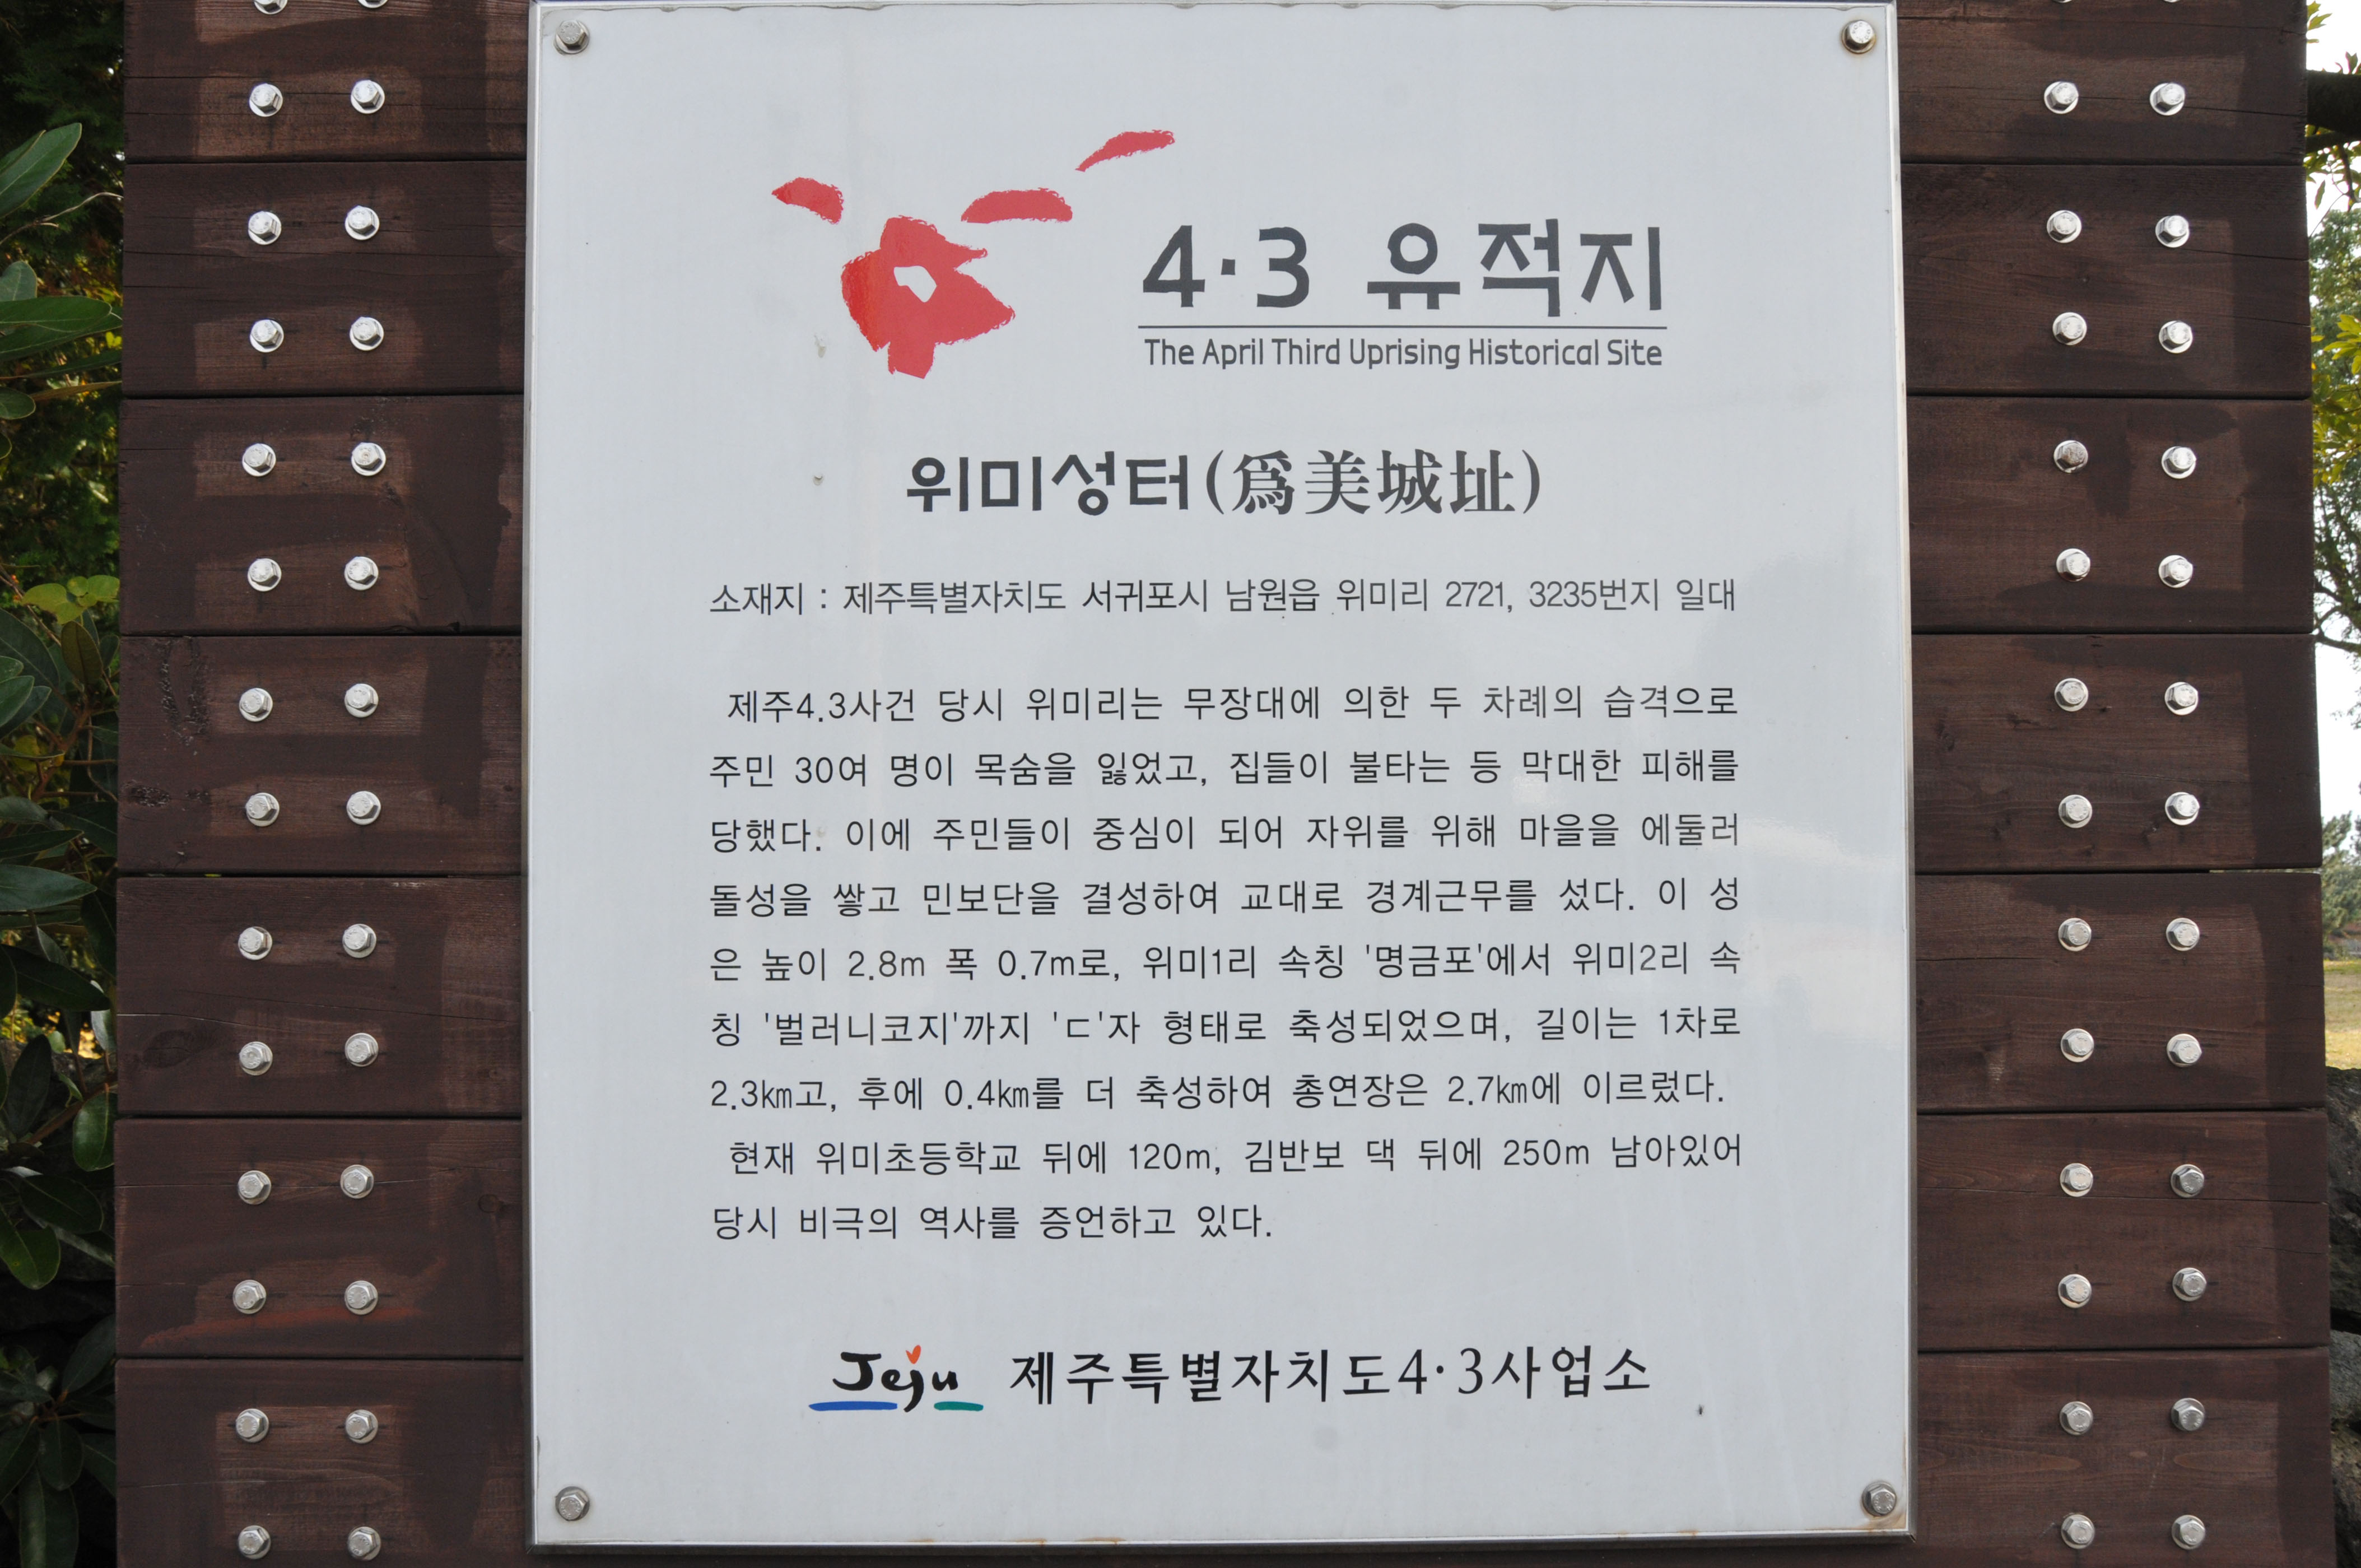 4·3 유적지
The April Third Uprising Historical Site
위미성터(爲美城址)
소재지 : 제주특별자치도 서귀포시 남원읍 위미리 2721, 3235번지 일대
제주4.3사건 당시 위미리는 무장대에 의한 두 차례의 습격으로
주민 30여 명이 목숨을 잃었고, 집들이 불타는 등 막대한 피해를
당했다. 이에 주민들이 중심이 되어 자위를 위해 마을을 에둘러
돌성을 쌓고 민보단을 결성하여 교대로 경계근무를 섰다. 이 성
은 높이 2.8m 폭 0.7m로, 위미1리 속칭 '명금포'에서 위미2리 속
칭 '벌러니코지'까지 'ㄷ'자 형태로 축성되었으며, 길이는 1차로
2.3㎞고, 후에 0.4㎞를 더 축성하여 총연장은 2.7㎞에 이르렀다.
현재 위미초등학교 뒤에 120m, 김반보 댁 뒤에 250m 남아있어
당시 비극의 역사를 증언하고 있다.
Jeju 제주특별자치도4·3사업소